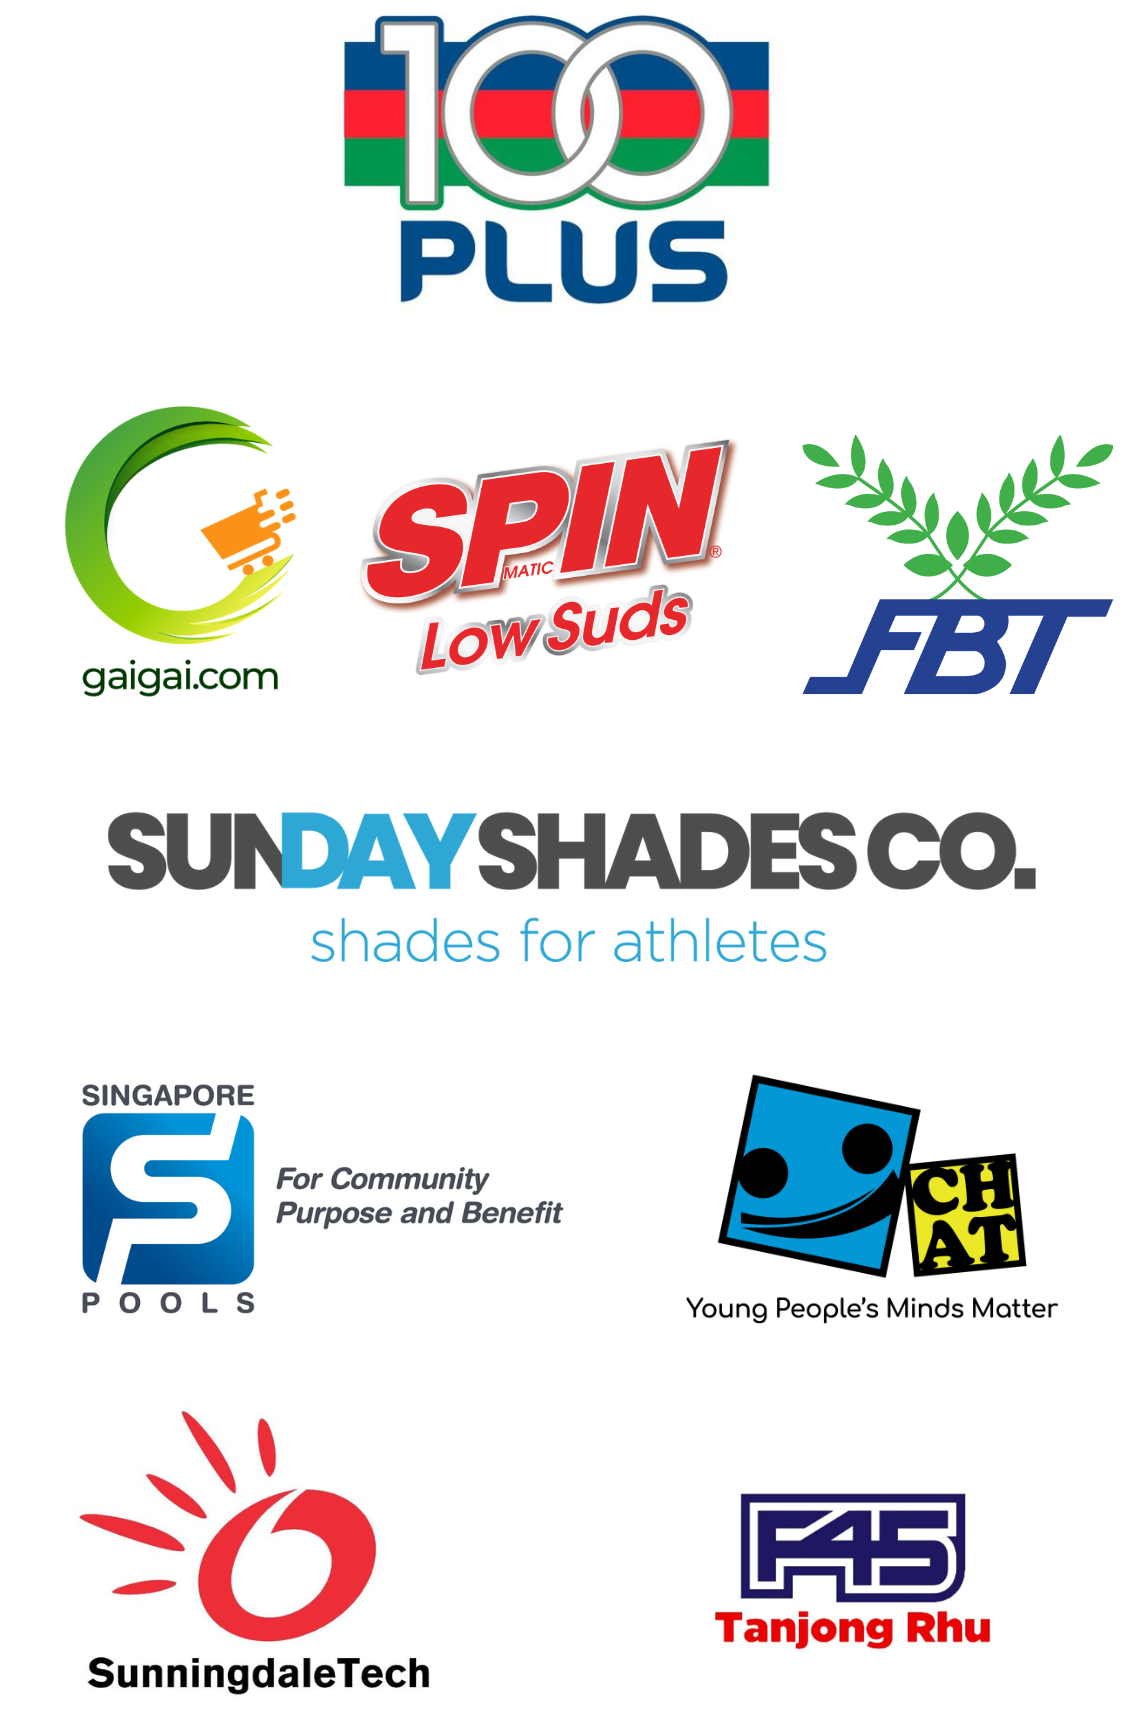 100
PLUS
gaigai.com
SPIN
MATIC
®
Low Suds
FBT
SUNDAY SHADES CO.
shades for athletes
SINGAPORE
S
POOLS
For Community
Purpose and Benefit
CH
AT
Young People's Minds Matter
SunningdaleTech
F45
Tanjong Rhu